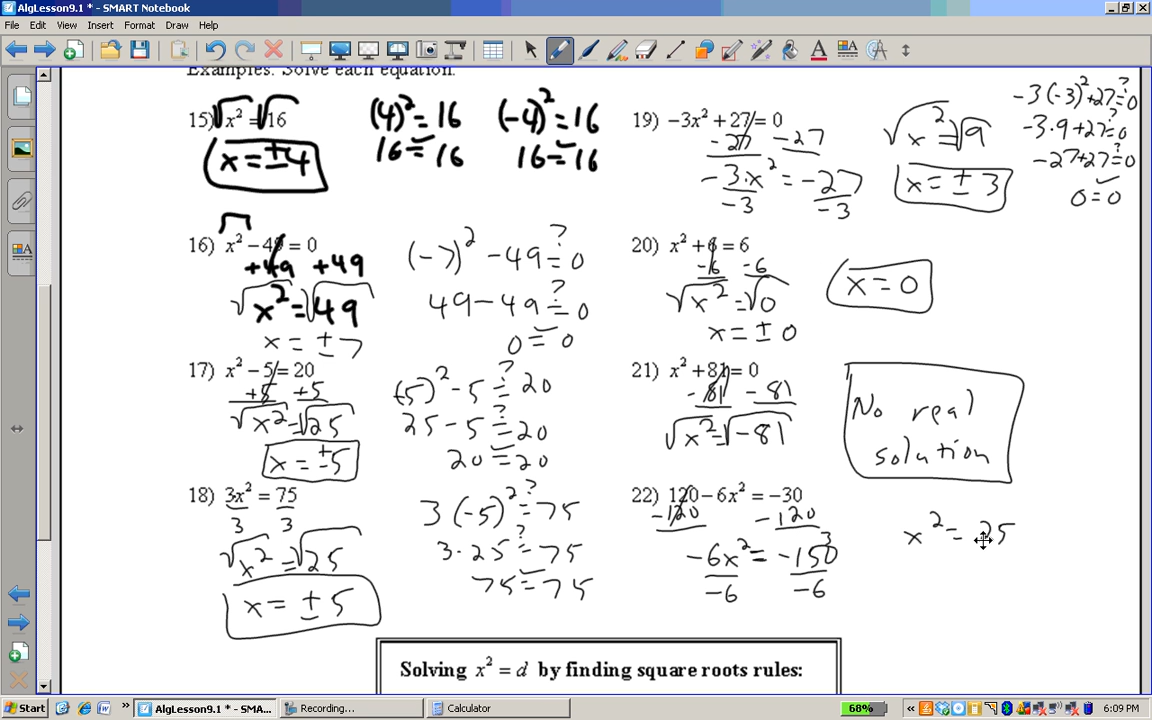 AlgLesson9.1 * - SMART Notebook
File Edit View Insert Format Draw Help
Examples: Solve each equation.
15) √x² = √16
x = ±4
(4)² = 16
16 = 16
(-4)² = 16
16 = 16
16) x² − 49 = 0
+49 +49
√x² = √49
x = ±7
(-7)² - 49 ≟ 0
49 - 49 ≟ 0
0 = 0
17) x² − 5 = 20
+5 +5
√x² = √25
x = ±5
(-5)² - 5 ≟ 20
25 - 5 ≟ 20
20 = 20
18) 3x² = 75
3 3
√x² = √25
x = ±5
3(-5)² ≟ 75
3·25 ≟ 75
75 = 75
19) −3x² + 27 = 0
-27 -27
-3·x² = -27
-3 -3
√x² = √9
x = ±3
-3(-3)² + 27 ≟ 0
-3·9 + 27 ≟ 0
-27 + 27 ≟ 0
0 = 0
20) x² + 6 = 6
-6 -6
√x² = √0
x = ±0
x = 0
21) x² + 81 = 0
-81 -81
√x² = √-81
No real
solution
22) 120 − 6x² = −30
-120 -120
-6x² = -150
-6 -6
3
x² = 25
Solving x² = d by finding square roots rules:
Start AlgLesson9.1 * - SMA... Recording... Calculator 68% 6:09 PM